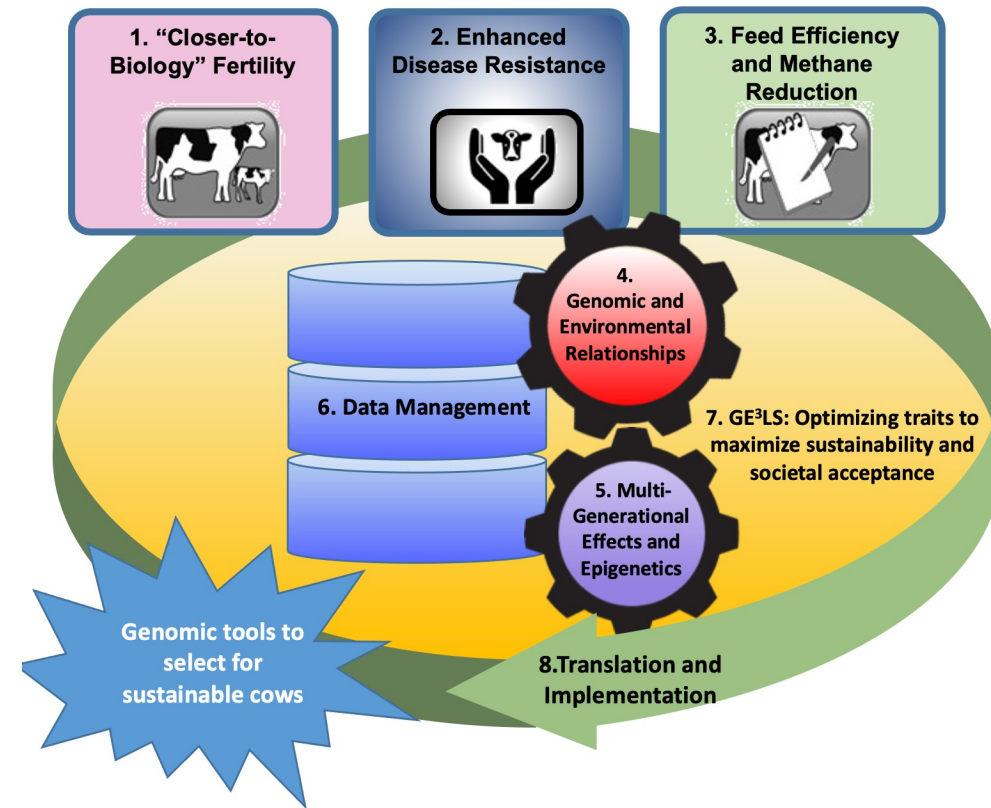 1. “Closer-to-
Biology” Fertility
2. Enhanced
Disease Resistance
3. Feed Efficiency
and Methane
Reduction
4.
Genomic and
Environmental
Relationships
6. Data Management
7. GE³LS: Optimizing traits to
maximize sustainability and
societal acceptance
5. Multi-
Generational
Effects and
Epigenetics
Genomic tools to
select for
sustainable cows
8.Translation and
Implementation